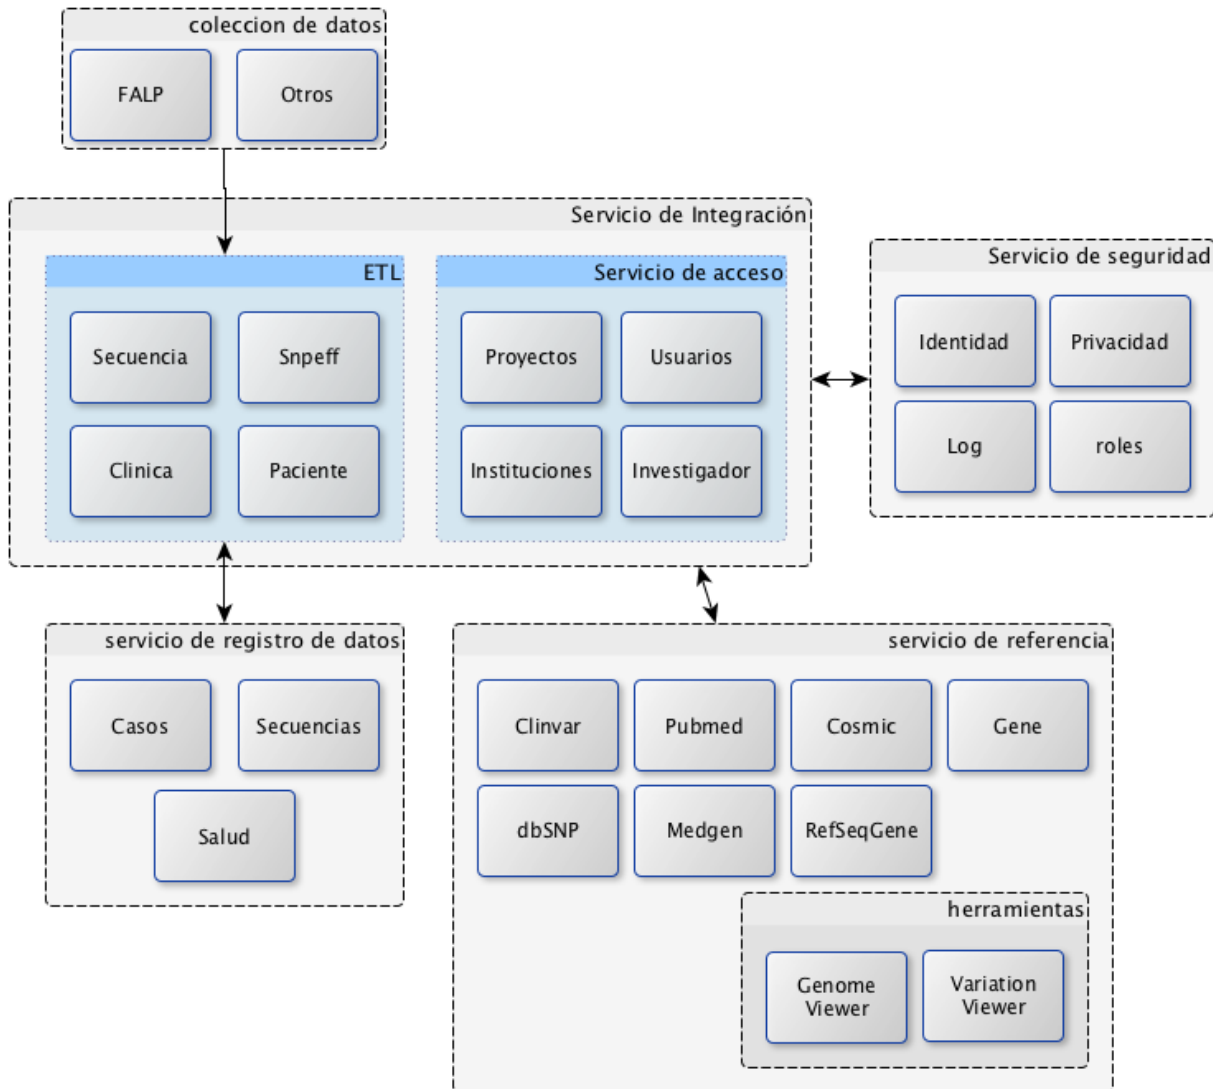 coleccion de datos
FALP
Otros
Servicio de Integración
ETL
Secuencia
Snpeff
Clinica
Paciente
Servicio de acceso
Proyectos
Usuarios
Instituciones
Investigador
Servicio de seguridad
Identidad
Privacidad
Log
roles
servicio de registro de datos
Casos
Secuencias
Salud
servicio de referencia
Clinvar
Pubmed
Cosmic
Gene
dbSNP
Medgen
RefSeqGene
herramientas
Genome
Viewer
Variation
Viewer